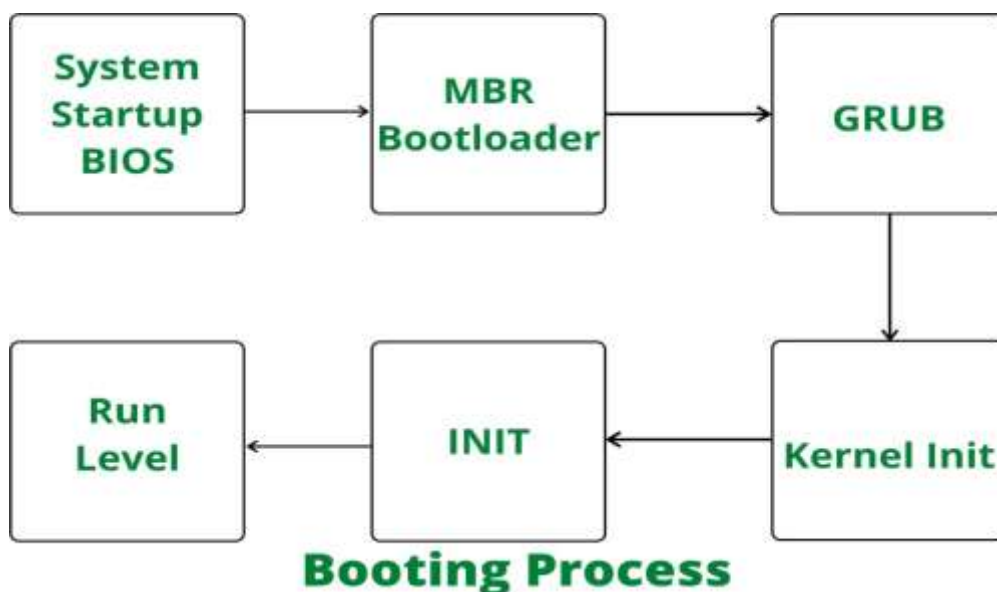 System
Startup
BIOS
MBR
Bootloader
GRUB
Run
Level
INIT
Kernel Init
Booting Process